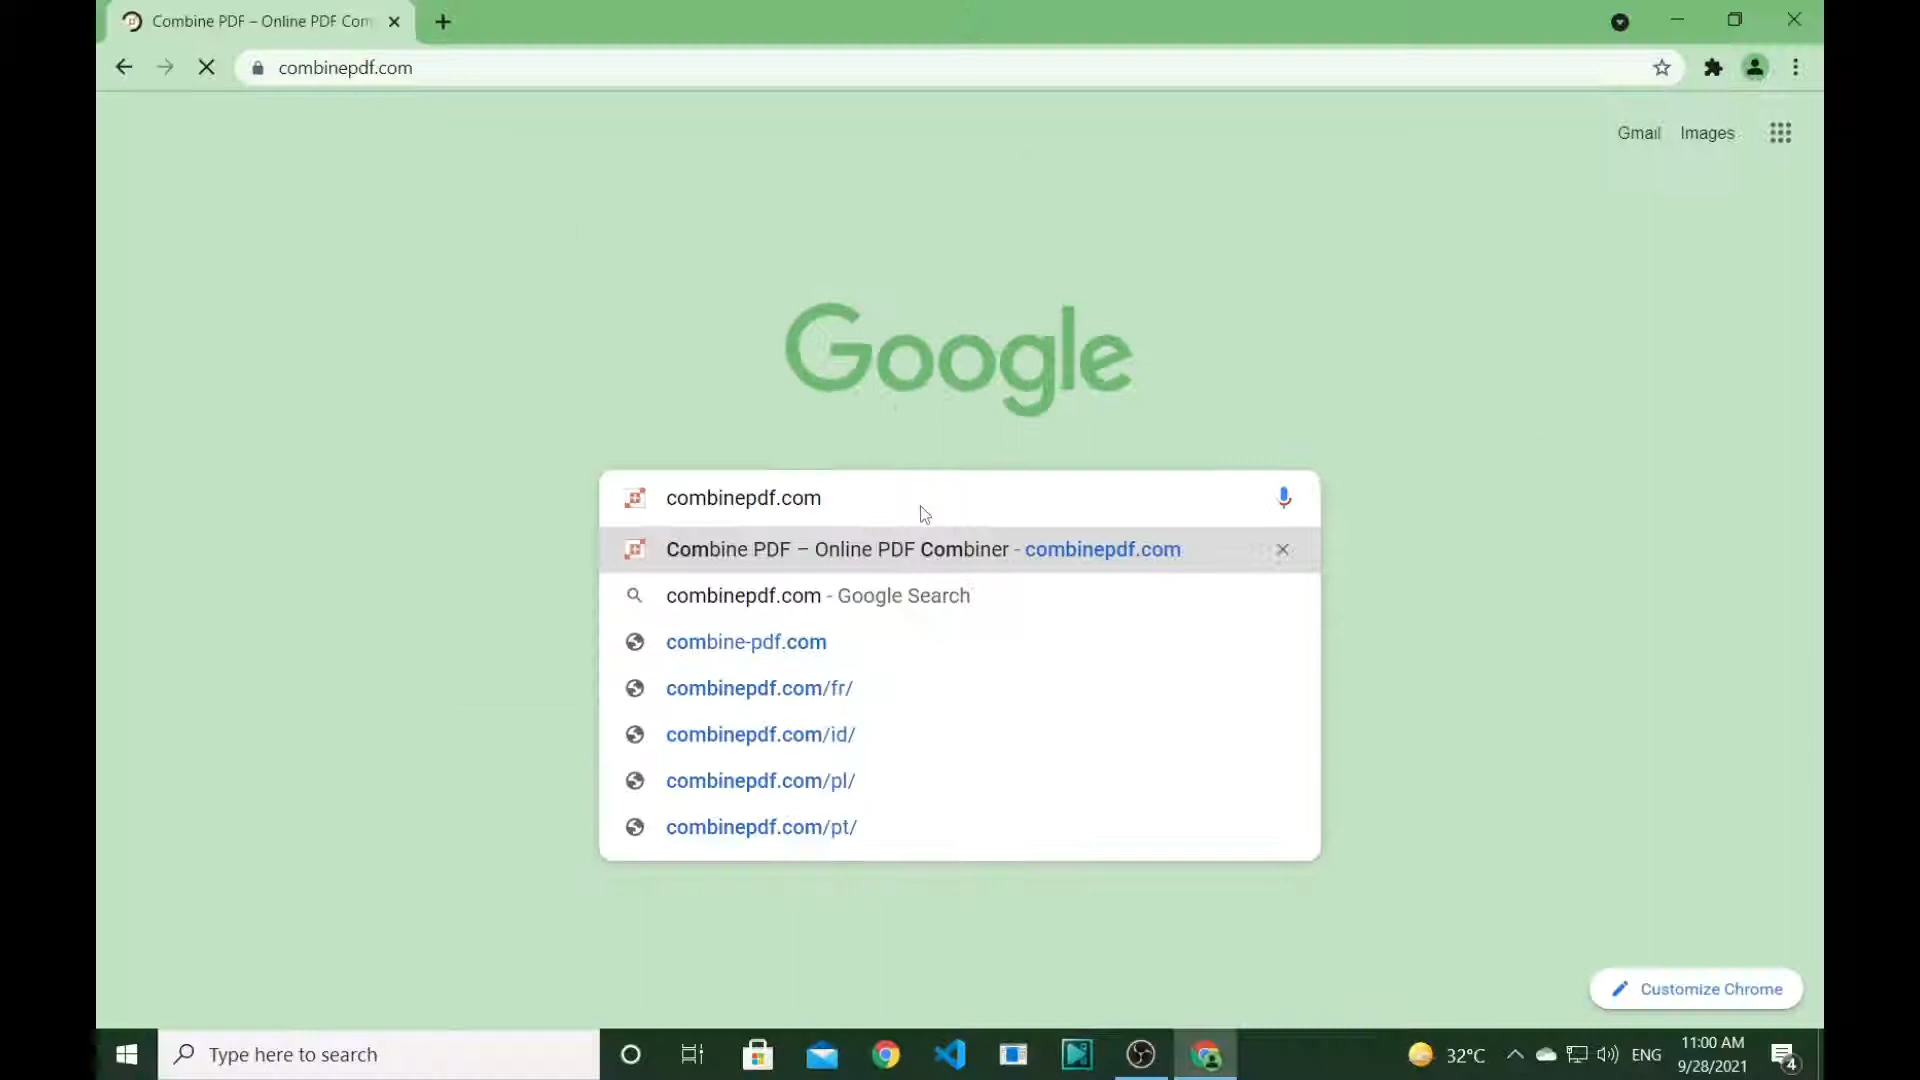 Combine PDF – Online PDF Com
combinepdf.com
Gmail Images
Google
combinepdf.com
Combine PDF – Online PDF Combiner - combinepdf.com
combinepdf.com - Google Search
combine-pdf.com
combinepdf.com/fr/
combinepdf.com/id/
combinepdf.com/pl/
combinepdf.com/pt/
Customize Chrome
Type here to search
32°C
ENG
11:00 AM
9/28/2021
4